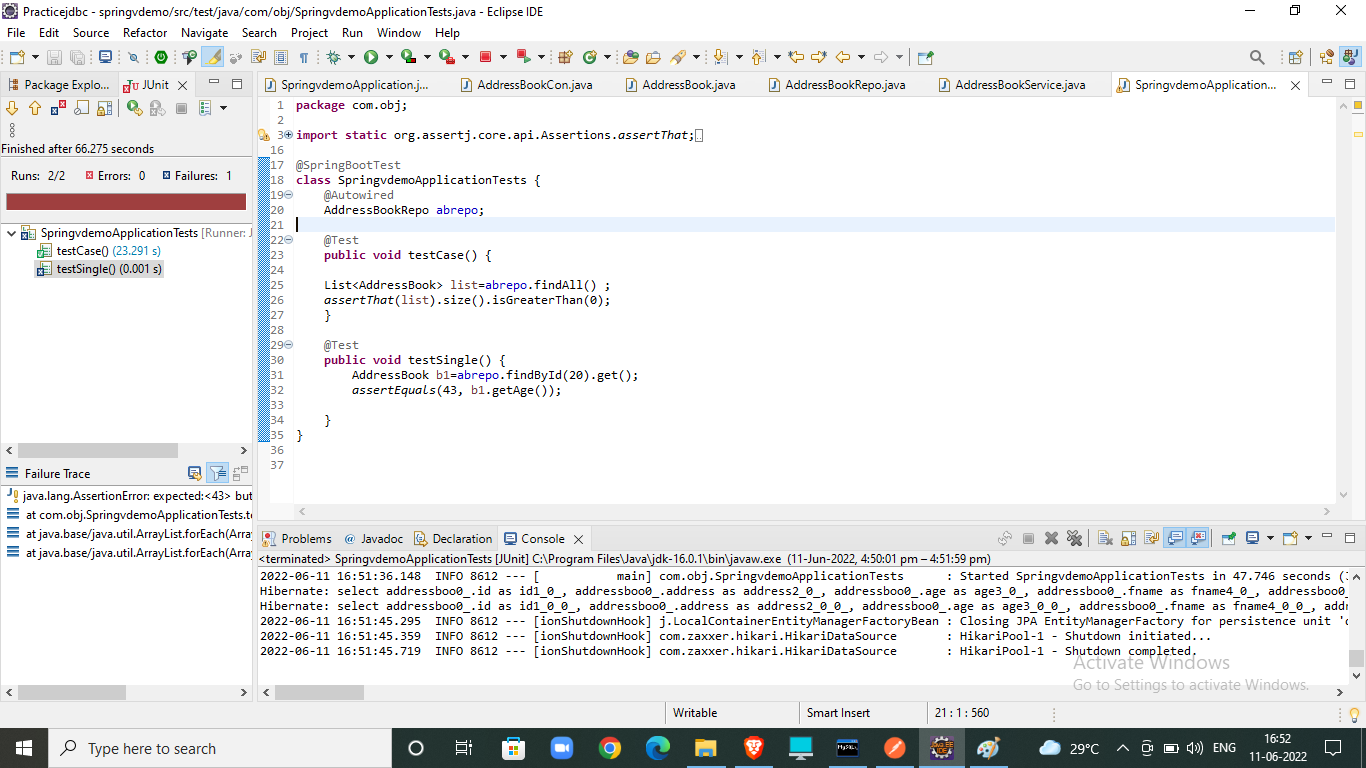 Practicejdbc - springvdemo/src/test/java/com/obj/SpringvdemoApplicationTests.java - Eclipse IDE
File Edit Source Refactor Navigate Search Project Run Window Help
Package Explo... JUnit
Finished after 66.275 seconds
Runs: 2/2 Errors: 0 Failures: 1
SpringvdemoApplicationTests [Runner: J
testCase() (23.291 s)
testSingle() (0.001 s)
Failure Trace
java.lang.AssertionError: expected:<43> but
at com.obj.SpringvdemoApplicationTests.te
at java.base/java.util.ArrayList.forEach(Arra
at java.base/java.util.ArrayList.forEach(Arra
SpringvdemoApplication.j... AddressBookCon.java AddressBook.java AddressBookRepo.java AddressBookService.java SpringvdemoApplication...
1 package com.obj;
2
3 import static org.assertj.core.api.Assertions.assertThat;
16
17 @SpringBootTest
18 class SpringvdemoApplicationTests {
19 @Autowired
20 AddressBookRepo abrepo;
21
22 @Test
23 public void testCase() {
24
25 List<AddressBook> list=abrepo.findAll() ;
26 assertThat(list).size().isGreaterThan(0);
27 }
28
29 @Test
30 public void testSingle() {
31 AddressBook b1=abrepo.findById(20).get();
32 assertEquals(43, b1.getAge());
33
34 }
35 }
36
37
Problems @ Javadoc Declaration Console
<terminated> SpringvdemoApplicationTests [JUnit] C:\Program Files\Java\jdk-16.0.1\bin\javaw.exe (11-Jun-2022, 4:50:01 pm – 4:51:59 pm)
2022-06-11 16:51:36.148 INFO 8612 --- [ main] com.obj.SpringvdemoApplicationTests : Started SpringvdemoApplicationTests in 47.746 seconds (
Hibernate: select addressboo0_.id as id1_0_, addressboo0_.address as address2_0_, addressboo0_.age as age3_0_, addressboo0_.fname as fname4_0_, addressboo0_
Hibernate: select addressboo0_.id as id1_0_0_, addressboo0_.address as address2_0_0_, addressboo0_.age as age3_0_0_, addressboo0_.fname as fname4_0_0_, addr
2022-06-11 16:51:45.295 INFO 8612 --- [ionShutdownHook] j.LocalContainerEntityManagerFactoryBean : Closing JPA EntityManagerFactory for persistence unit 'd
2022-06-11 16:51:45.359 INFO 8612 --- [ionShutdownHook] com.zaxxer.hikari.HikariDataSource : HikariPool-1 - Shutdown initiated...
2022-06-11 16:51:45.719 INFO 8612 --- [ionShutdownHook] com.zaxxer.hikari.HikariDataSource : HikariPool-1 - Shutdown completed.
Activate Windows
Go to Settings to activate Windows.
Writable Smart Insert 21 : 1 : 560
Type here to search
29°C ENG 16:52
11-06-2022